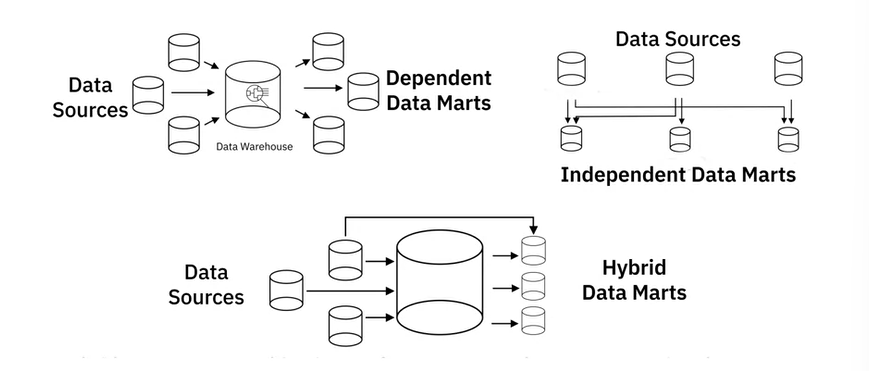 Data
Sources
Data Warehouse
Dependent
Data Marts
Data Sources
Independent Data Marts
Data
Sources
Hybrid
Data Marts